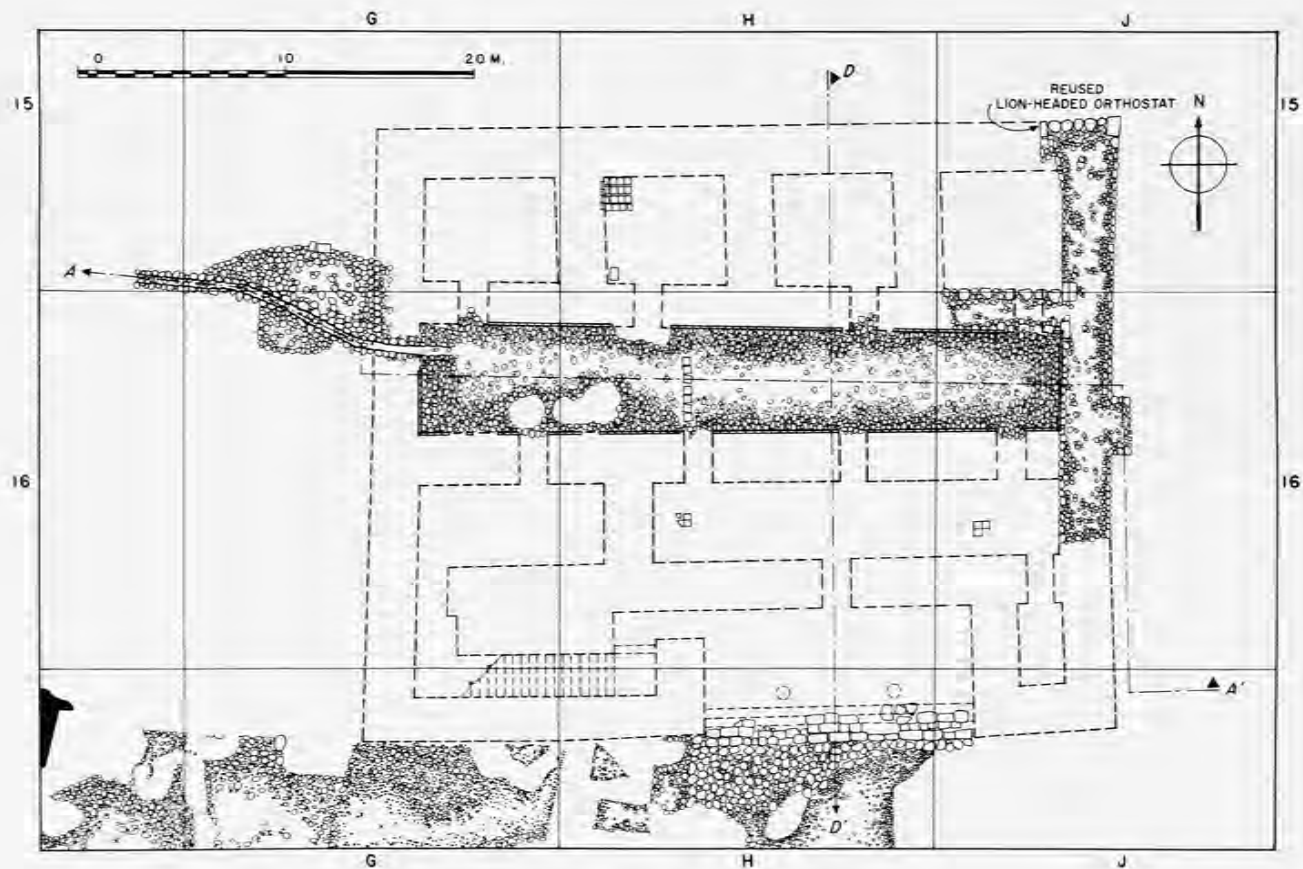 G H J
0 10 20 M.
D
15 15
REUSED
LION-HEADED ORTHOSTAT
N
A
16 16
A'
D'
G H J